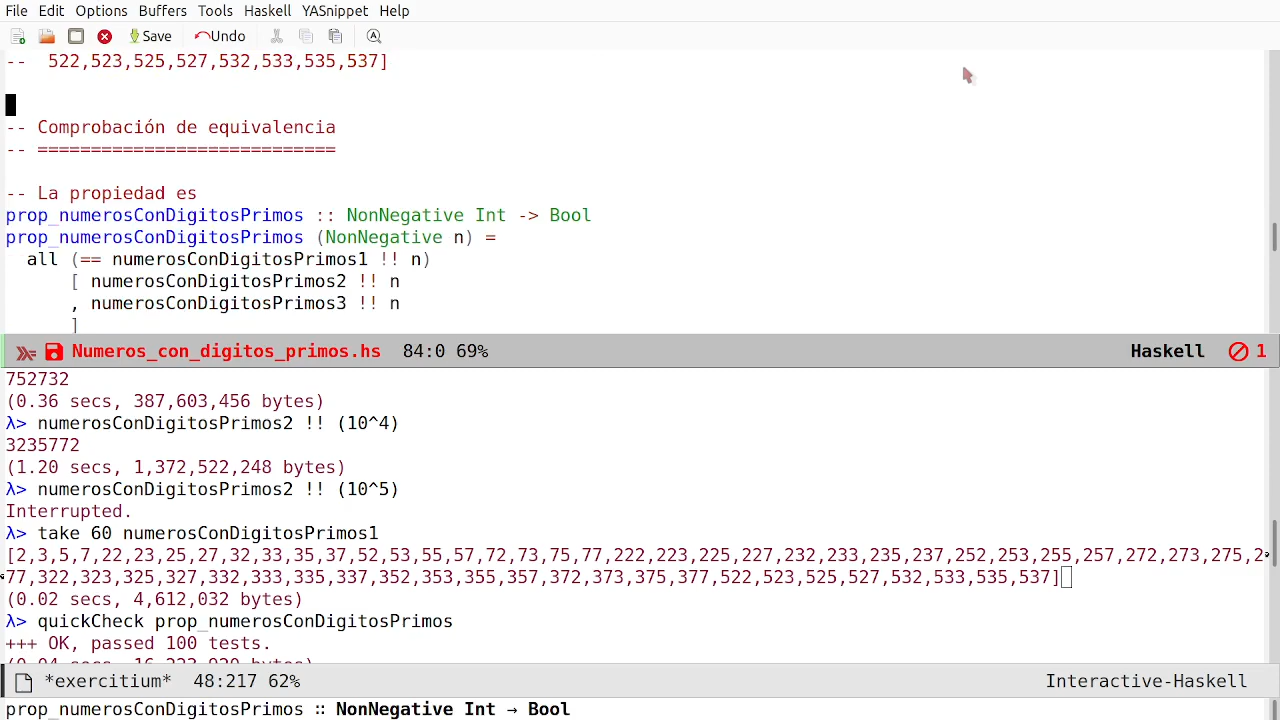 File Edit Options Buffers Tools Haskell YASnippet Help
Save Undo
--  522,523,525,527,532,533,535,537]
-- Comprobación de equivalencia
-- ============================
-- La propiedad es
prop_numerosConDigitosPrimos :: NonNegative Int -> Bool
prop_numerosConDigitosPrimos (NonNegative n) =
  all (== numerosConDigitosPrimos1 !! n)
      [ numerosConDigitosPrimos2 !! n
      , numerosConDigitosPrimos3 !! n
      ]
Numeros_con_digitos_primos.hs 84:0 69% Haskell 1
752732
(0.36 secs, 387,603,456 bytes)
λ> numerosConDigitosPrimos2 !! (10^4)
3235772
(1.20 secs, 1,372,522,248 bytes)
λ> numerosConDigitosPrimos2 !! (10^5)
Interrupted.
λ> take 60 numerosConDigitosPrimos1
[2,3,5,7,22,23,25,27,32,33,35,37,52,53,55,57,72,73,75,77,222,223,225,227,232,233,235,237,252,253,255,257,272,273,275,2
77,322,323,325,327,332,333,335,337,352,353,355,357,372,373,375,377,522,523,525,527,532,533,535,537]
(0.02 secs, 4,612,032 bytes)
λ> quickCheck prop_numerosConDigitosPrimos
+++ OK, passed 100 tests.
(0.04 secs, 16,223,920 bytes)
*exercitium* 48:217 62% Interactive-Haskell
prop_numerosConDigitosPrimos :: NonNegative Int → Bool